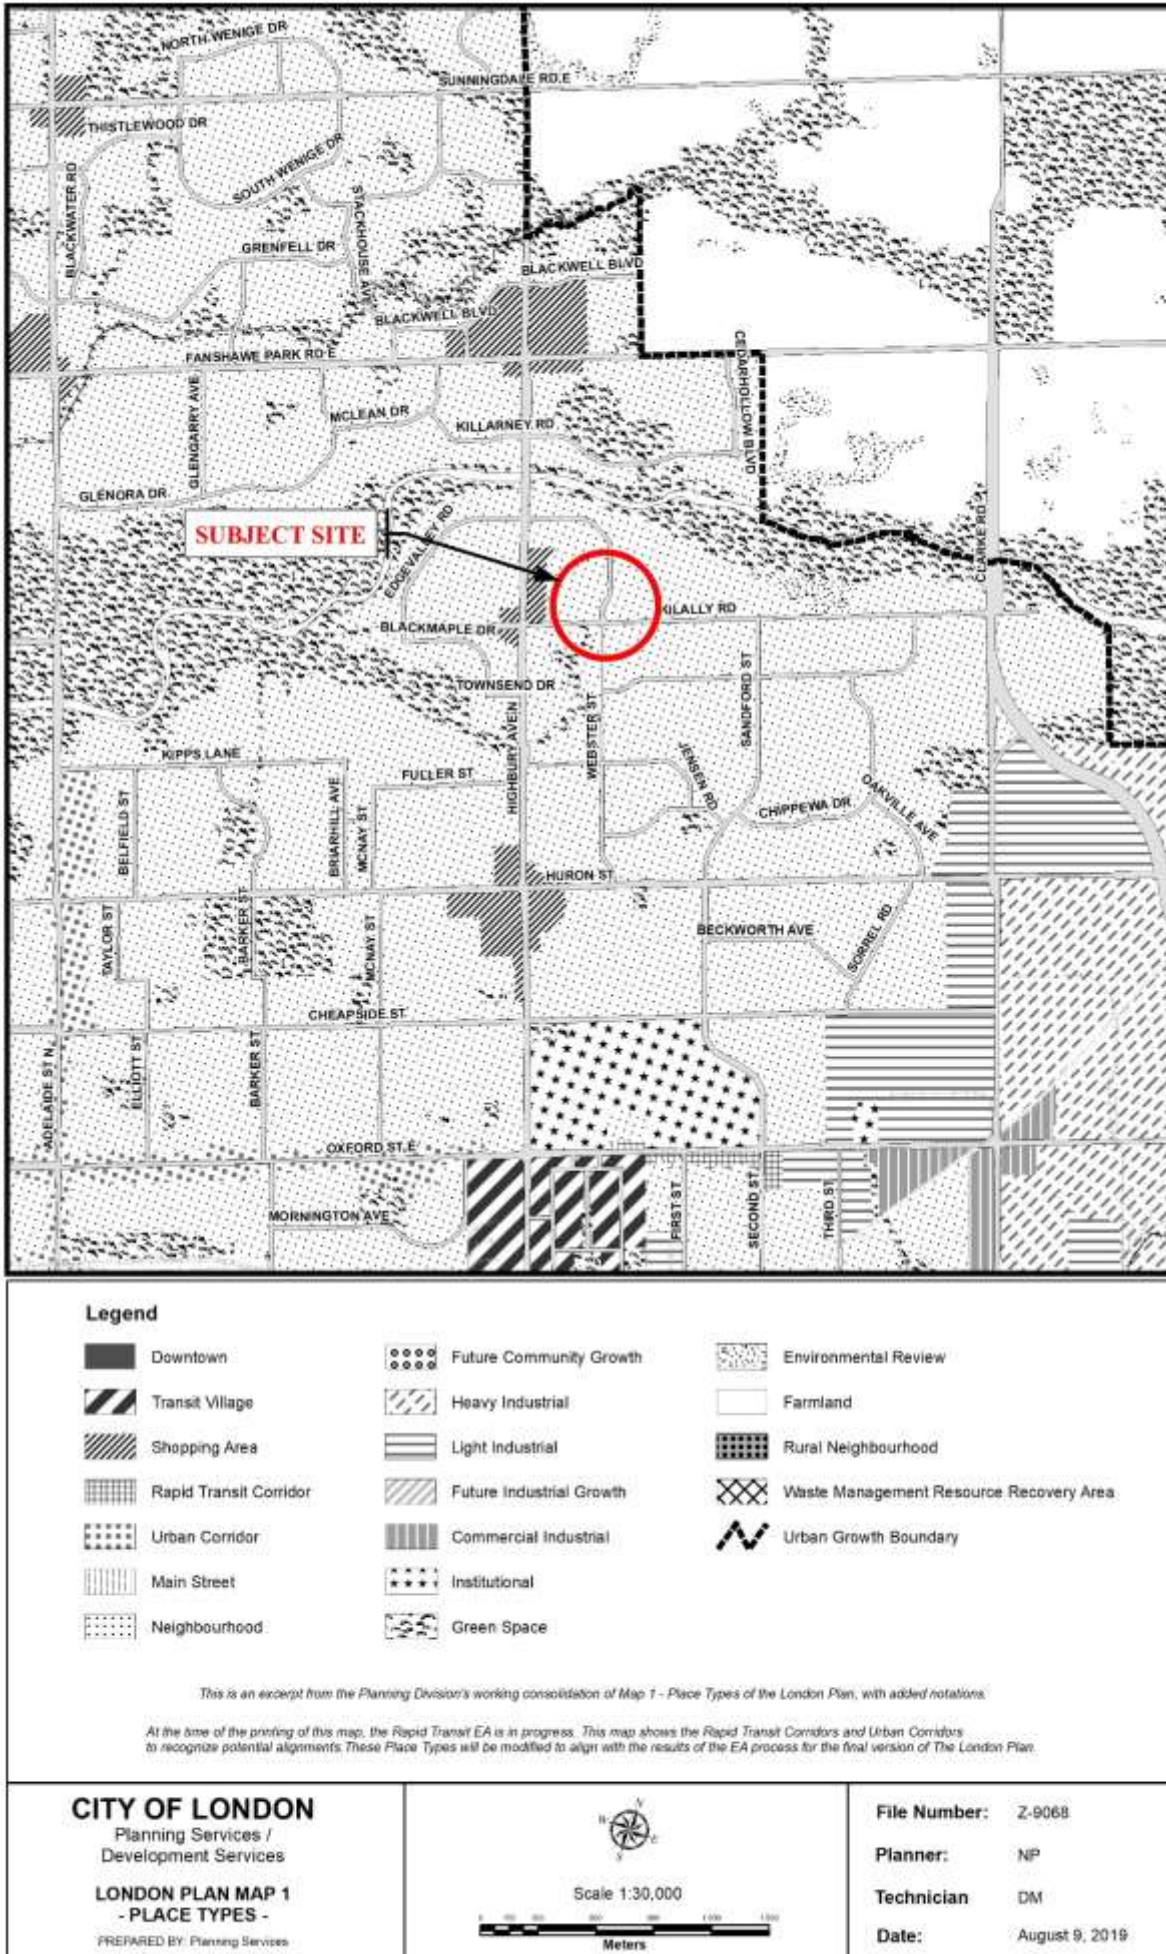 NORTH WENIGE DR
SUNNINGDALE RD E
THISTLEWOOD DR
SOUTH WENIGE DR
BLACKWATER RD
STACKHOUSE AVE
GRENFELL DR
BLACKWELL BLVD
BLACKWELL BLVD
FANSHAWE PARK RD E
CEDARHOLLOW BLVD
GLENGARRY AVE
MCLEAN DR
KILLARNEY RD
GLENORA DR
SUBJECT SITE
EDGEVALLEY RD
CLARKE RD
KILALLY RD
BLACKMAPLE DR
TOWNSEND DR
HIGHBURY AVE N
WEBSTER ST
SANDFORD ST
KIPPS LANE
FULLER ST
JENSEN RD
CHIPPEWA DR
OAKVILLE AVE
BELFIELD ST
BRIARHILL AVE
MCNAY ST
HURON ST
TAYLOR ST
BARKER ST
MCNAY ST
BECKWORTH AVE
SORREL RD
CHEAPSIDE ST
ADELAIDE ST N
ELLIOTT ST
BARKER ST
OXFORD ST E
MORNINGTON AVE
FIRST ST
SECOND ST
THIRD ST
Legend
Downtown
Transit Village
Shopping Area
Rapid Transit Corridor
Urban Corridor
Main Street
Neighbourhood
Future Community Growth
Heavy Industrial
Light Industrial
Future Industrial Growth
Commercial Industrial
Institutional
Green Space
Environmental Review
Farmland
Rural Neighbourhood
Waste Management Resource Recovery Area
Urban Growth Boundary
This is an excerpt from the Planning Division's working consolidation of Map 1 - Place Types of the London Plan, with added notations.
At the time of the printing of this map, the Rapid Transit EA is in progress. This map shows the Rapid Transit Corridors and Urban Corridors
to recognize potential alignments. These Place Types will be modified to align with the results of the EA process for the final version of The London Plan.
CITY OF LONDON
Planning Services /
Development Services
LONDON PLAN MAP 1
- PLACE TYPES -
PREPARED BY: Planning Services
N
E
S
Scale 1:30,000
Meters
File Number: Z-9068
Planner: NP
Technician DM
Date: August 9, 2019